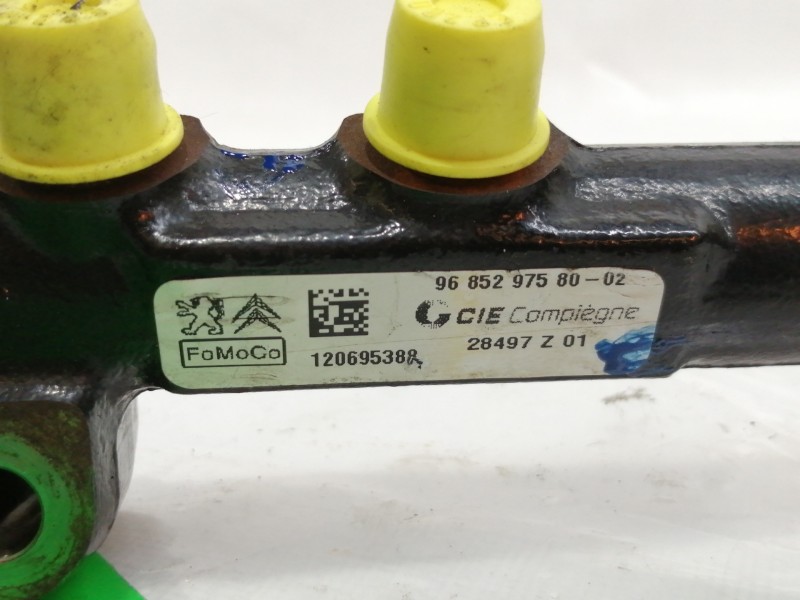 96 852 975 80-02
CIE Compiègne
FoMoCo
28497 Z 01